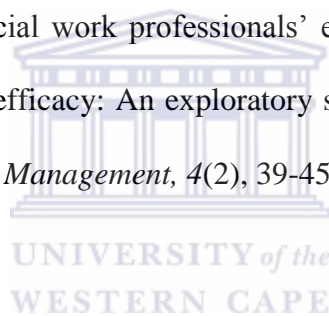 cial work professionals' e
efficacy: An exploratory s
Management, 4(2), 39-45
UNIVERSITY of the
WESTERN CAPE